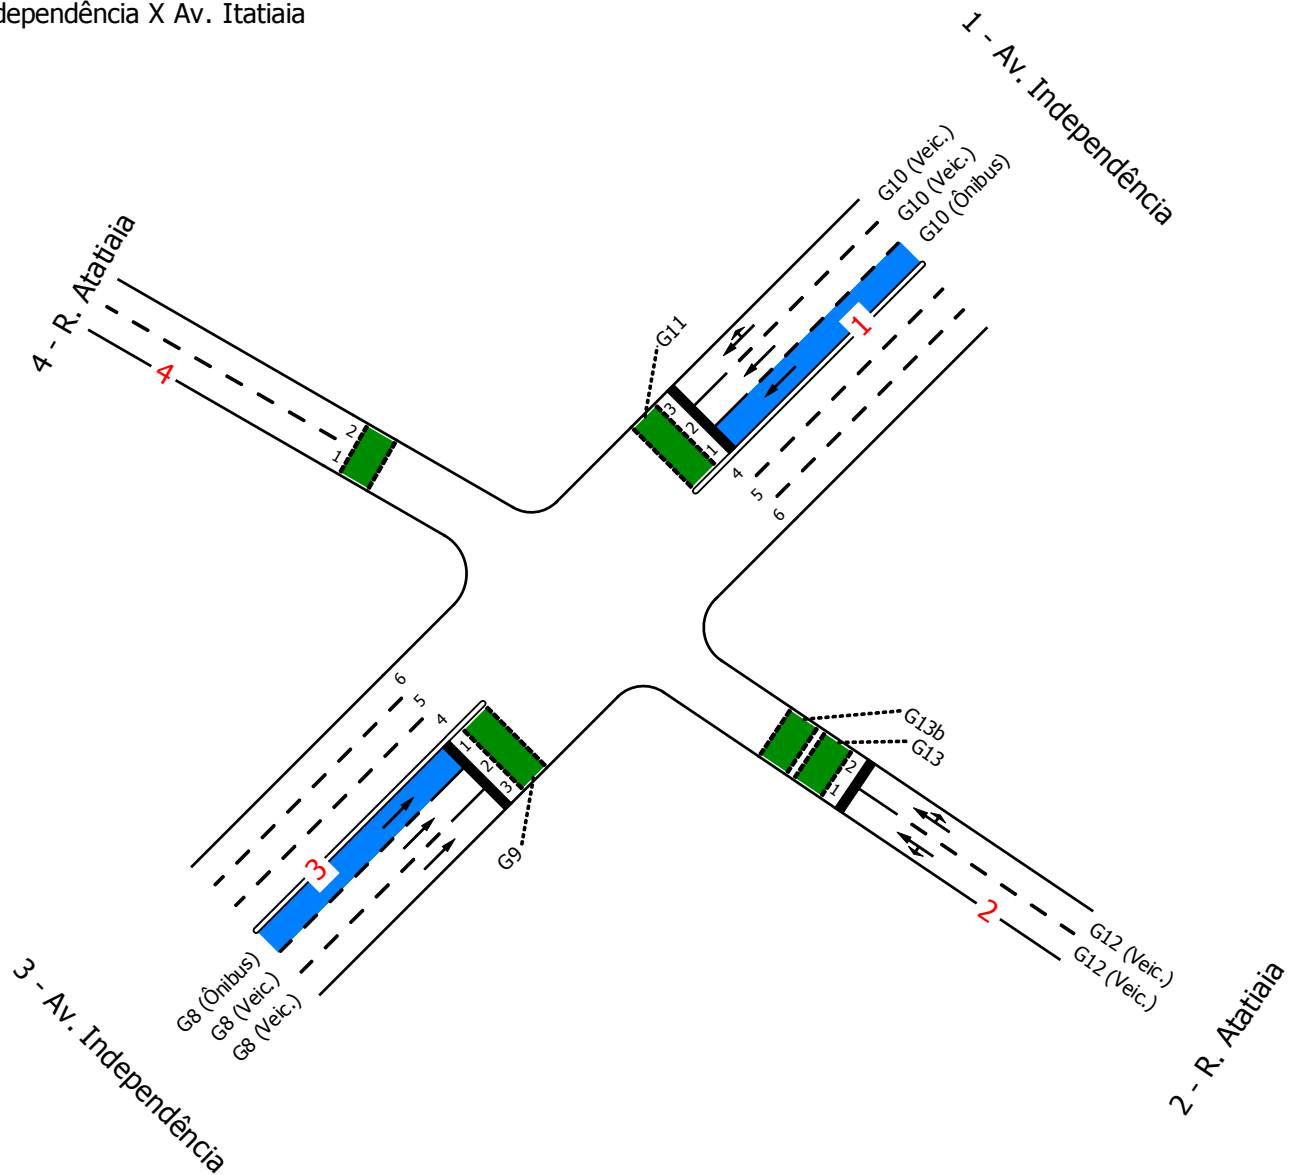 dependência X Av. Itatiaia
1 - Av. Independência
G10 (Veic.)
G10 (Veic.)
G10 (Ônibus)
1
G11
3
2
1
4
5
6
4 - R. Atatiaia
4
2
1
6
5
4
1
2
3
G9
3
G8 (Ônibus)
G8 (Veic.)
G8 (Veic.)
3 - Av. Independência
G13b
G13
2
1
2
G12 (Veic.)
G12 (Veic.)
2 - R. Atatiaia